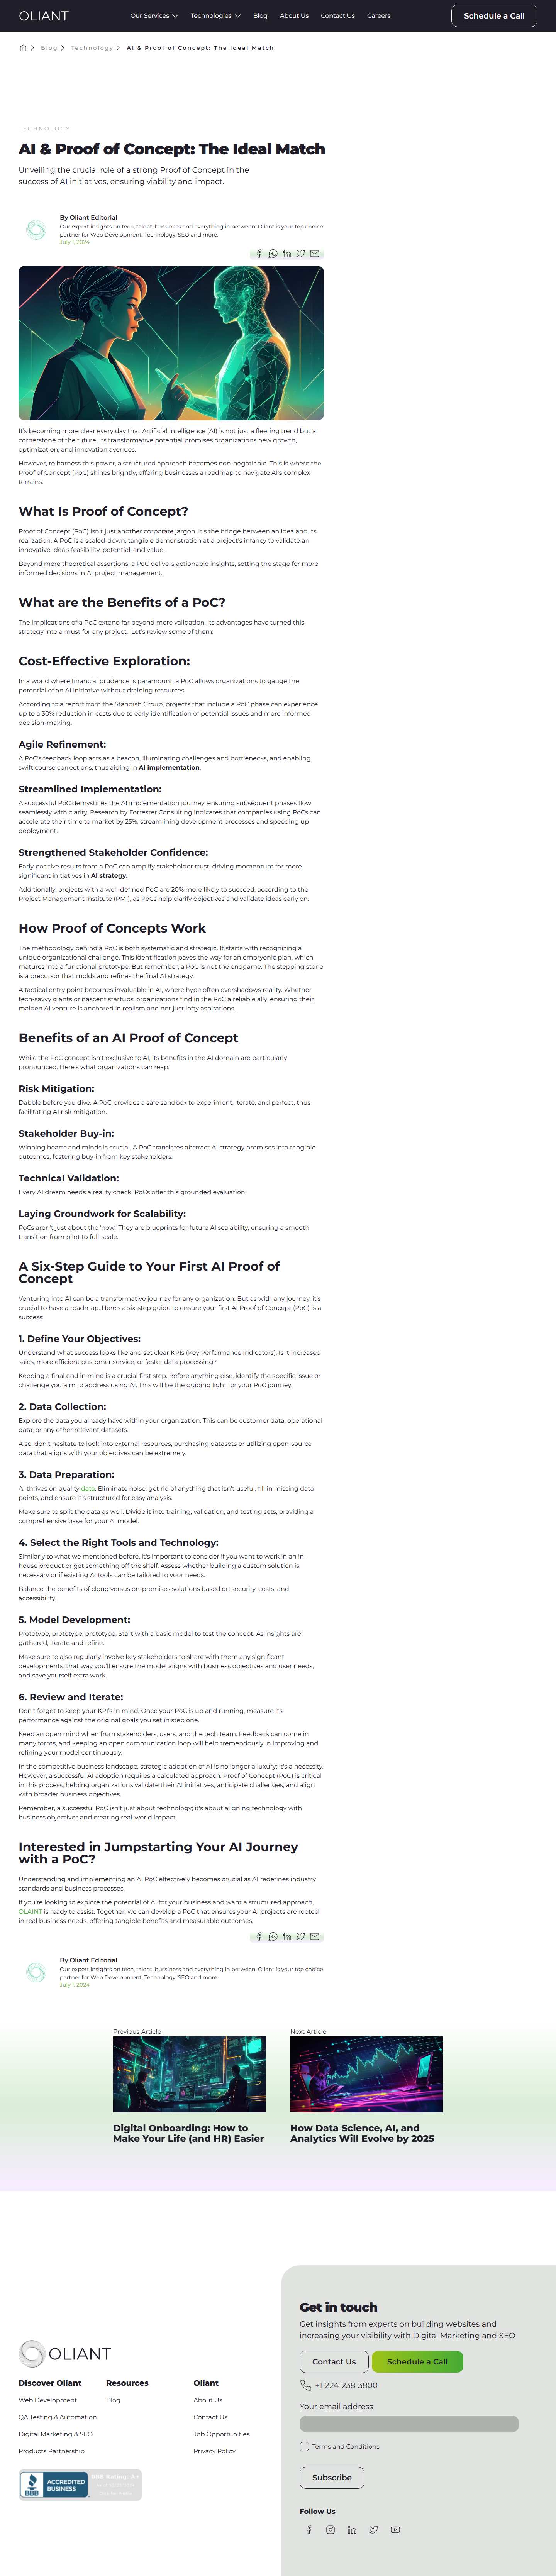 OLIANT
Our Services
Technologies
Blog
About Us
Contact Us
Careers
Schedule a Call
Blog
Technology
AI & Proof of Concept: The Ideal Match
TECHNOLOGY
AI & Proof of Concept: The Ideal Match
Unveiling the crucial role of a strong Proof of Concept in the
success of AI initiatives, ensuring viability and impact.
By Oliant Editorial
Our expert insights on tech, talent, bussiness and everything in between. Oliant is your top choice
partner for Web Development, Technology, SEO and more.
July 1, 2024
It's becoming more clear every day that Artificial Intelligence (AI) is not just a fleeting trend but a
cornerstone of the future. Its transformative potential promises organizations new growth,
optimization, and innovation avenues.
However, to harness this power, a structured approach becomes non-negotiable. This is where the
Proof of Concept (PoC) shines brightly, offering businesses a roadmap to navigate AI's complex
terrains.
What Is Proof of Concept?
Proof of Concept (PoC) isn't just another corporate jargon. It's the bridge between an idea and its
realization. A PoC is a scaled-down, tangible demonstration at a project's infancy to validate an
innovative idea's feasibility, potential, and value.
Beyond mere theoretical assertions, a PoC delivers actionable insights, setting the stage for more
informed decisions in AI project management.
What are the Benefits of a PoC?
The implications of a PoC extend far beyond mere validation, its advantages have turned this
strategy into a must for any project.  Let's review some of them:
Cost-Effective Exploration:
In a world where financial prudence is paramount, a PoC allows organizations to gauge the
potential of an AI initiative without draining resources.
According to a report from the Standish Group, projects that include a PoC phase can experience
up to a 30% reduction in costs due to early identification of potential issues and more informed
decision-making.
Agile Refinement:
A PoC's feedback loop acts as a beacon, illuminating challenges and bottlenecks, and enabling
swift course corrections, thus aiding in AI implementation.
Streamlined Implementation:
A successful PoC demystifies the AI implementation journey, ensuring subsequent phases flow
seamlessly with clarity. Research by Forrester Consulting indicates that companies using PoCs can
accelerate their time to market by 25%, streamlining development processes and speeding up
deployment.
Strengthened Stakeholder Confidence:
Early positive results from a PoC can amplify stakeholder trust, driving momentum for more
significant initiatives in AI strategy.
Additionally, projects with a well-defined PoC are 20% more likely to succeed, according to the
Project Management Institute (PMI), as PoCs help clarify objectives and validate ideas early on.
How Proof of Concepts Work
The methodology behind a PoC is both systematic and strategic. It starts with recognizing a
unique organizational challenge. This identification paves the way for an embryonic plan, which
matures into a functional prototype. But remember, a PoC is not the endgame. The stepping stone
is a precursor that molds and refines the final AI strategy.
A tactical entry point becomes invaluable in AI, where hype often overshadows reality. Whether
tech-savvy giants or nascent startups, organizations find in the PoC a reliable ally, ensuring their
maiden AI venture is anchored in realism and not just lofty aspirations.
Benefits of an AI Proof of Concept
While the PoC concept isn't exclusive to AI, its benefits in the AI domain are particularly
pronounced. Here's what organizations can reap:
Risk Mitigation:
Dabble before you dive. A PoC provides a safe sandbox to experiment, iterate, and perfect, thus
facilitating AI risk mitigation.
Stakeholder Buy-in:
Winning hearts and minds is crucial. A PoC translates abstract AI strategy promises into tangible
outcomes, fostering buy-in from key stakeholders.
Technical Validation:
Every AI dream needs a reality check. PoCs offer this grounded evaluation.
Laying Groundwork for Scalability:
PoCs aren't just about the 'now.' They are blueprints for future AI scalability, ensuring a smooth
transition from pilot to full-scale.
A Six-Step Guide to Your First AI Proof of
Concept
Venturing into AI can be a transformative journey for any organization. But as with any journey, it's
crucial to have a roadmap. Here's a six-step guide to ensure your first AI Proof of Concept (PoC) is a
success:
1. Define Your Objectives:
Understand what success looks like and set clear KPIs (Key Performance Indicators). Is it increased
sales, more efficient customer service, or faster data processing?
Keeping a final end in mind is a crucial first step. Before anything else, identify the specific issue or
challenge you aim to address using AI. This will be the guiding light for your PoC journey.
2. Data Collection:
Explore the data you already have within your organization. This can be customer data, operational
data, or any other relevant datasets.
Also, don't hesitate to look into external resources, purchasing datasets or utilizing open-source
data that aligns with your objectives can be extremely.
3. Data Preparation:
AI thrives on quality data. Eliminate noise: get rid of anything that isn't useful, fill in missing data
points, and ensure it's structured for easy analysis.
Make sure to split the data as well. Divide it into training, validation, and testing sets, providing a
comprehensive base for your AI model.
4. Select the Right Tools and Technology:
Similarly to what we mentioned before, it's important to consider if you want to work in an in-
house product or get something off the shelf. Assess whether building a custom solution is
necessary or if existing AI tools can be tailored to your needs.
Balance the benefits of cloud versus on-premises solutions based on security, costs, and
accessibility.
5. Model Development:
Prototype, prototype, prototype. Start with a basic model to test the concept. As insights are
gathered, iterate and refine.
Make sure to also regularly involve key stakeholders to share with them any significant
developments, that way you'll ensure the model aligns with business objectives and user needs,
and save yourself extra work.
6. Review and Iterate:
Don't forget to keep your KPI's in mind. Once your PoC is up and running, measure its
performance against the original goals you set in step one.
Keep an open mind when from stakeholders, users, and the tech team. Feedback can come in
many forms, and keeping an open communication loop will help tremendously in improving and
refining your model continuously.
In the competitive business landscape, strategic adoption of AI is no longer a luxury; it's a necessity.
However, a successful AI adoption requires a calculated approach. Proof of Concept (PoC) is critical
in this process, helping organizations validate their AI initiatives, anticipate challenges, and align
with broader business objectives.
Remember, a successful PoC isn't just about technology; it's about aligning technology with
business objectives and creating real-world impact.
Interested in Jumpstarting Your AI Journey
with a PoC?
Understanding and implementing an AI PoC effectively becomes crucial as AI redefines industry
standards and business processes.
If you're looking to explore the potential of AI for your business and want a structured approach,
OLAINT is ready to assist. Together, we can develop a PoC that ensures your AI projects are rooted
in real business needs, offering tangible benefits and measurable outcomes.
By Oliant Editorial
Our expert insights on tech, talent, bussiness and everything in between. Oliant is your top choice
partner for Web Development, Technology, SEO and more.
July 1, 2024
Previous Article
Digital Onboarding: How to
Make Your Life (and HR) Easier
Next Article
How Data Science, AI, and
Analytics Will Evolve by 2025
OLIANT
Discover Oliant
Web Development
QA Testing & Automation
Digital Marketing & SEO
Products Partnership
Resources
Blog
Oliant
About Us
Contact Us
Job Opportunities
Privacy Policy
BBB
ACCREDITED
BUSINESS
BBB Rating: A+
Get in touch
Get insights from experts on building websites and
increasing your visibility with Digital Marketing and SEO
Contact Us
Schedule a Call
+1-224-238-3800
Your email address
Terms and Conditions
Subscribe
Follow Us